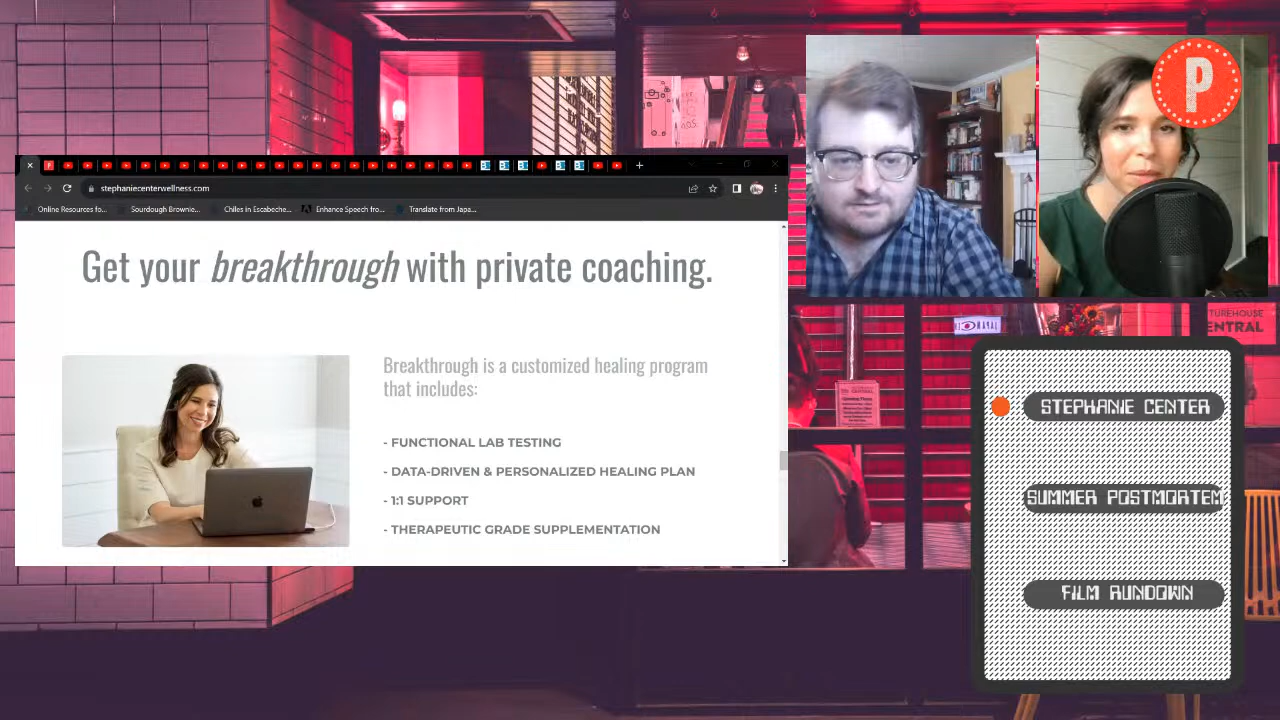 stephaniecenterwellness.com
Online Resources fo...
Sourdough Brownie...
Chiles in Escabeche...
Enhance Speech fro...
Translate from Japa...
Get your breakthrough with private coaching.
Breakthrough is a customized healing program
that includes:
- FUNCTIONAL LAB TESTING
- DATA-DRIVEN & PERSONALIZED HEALING PLAN
- 1:1 SUPPORT
- THERAPEUTIC GRADE SUPPLEMENTATION
P
TUREHOUSE
ENTRAL
STEPHANIE CENTER
SUMMER POSTMORTEM
FILM RUNDOWN